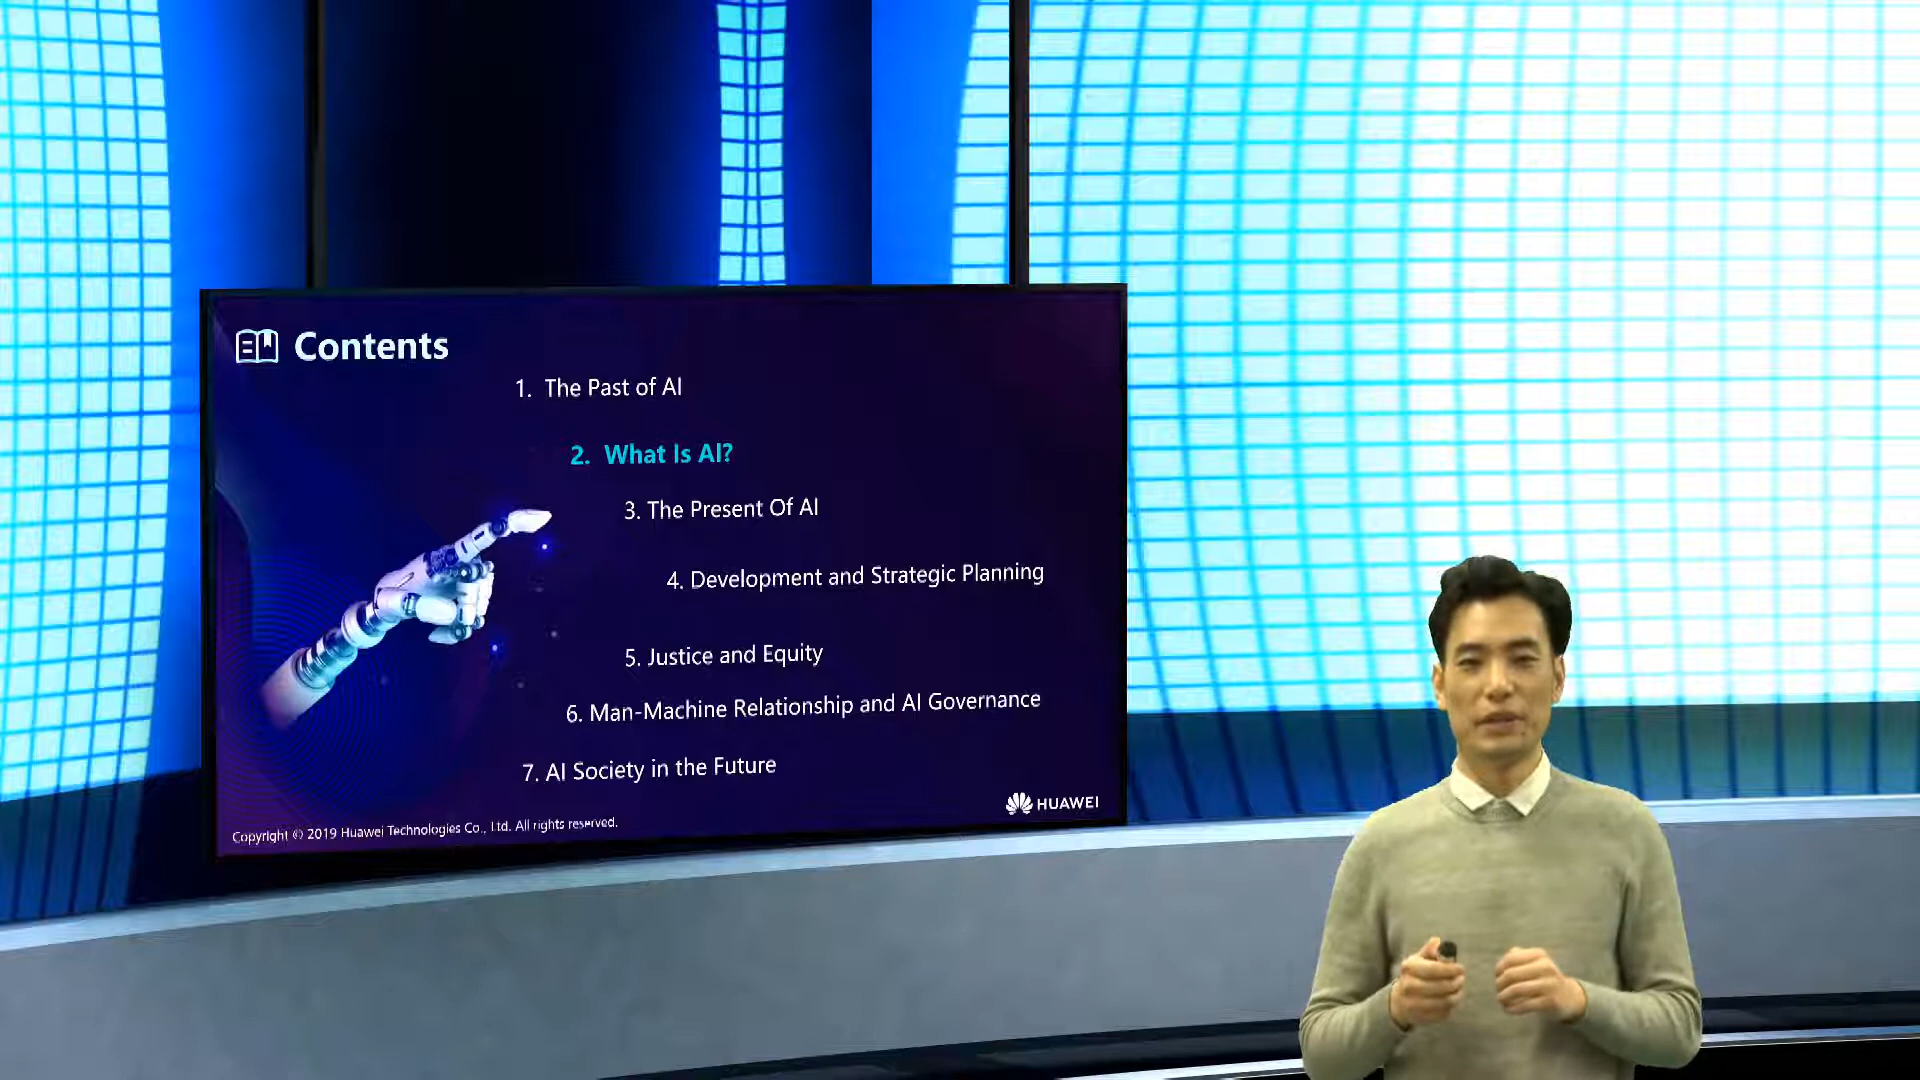 Contents
1. The Past of AI
2. What Is AI?
3. The Present Of AI
4. Development and Strategic Planning
5. Justice and Equity
6. Man-Machine Relationship and AI Governance
7. AI Society in the Future
HUAWEI
Copyright © 2019 Huawei Technologies Co., Ltd. All rights reserved.